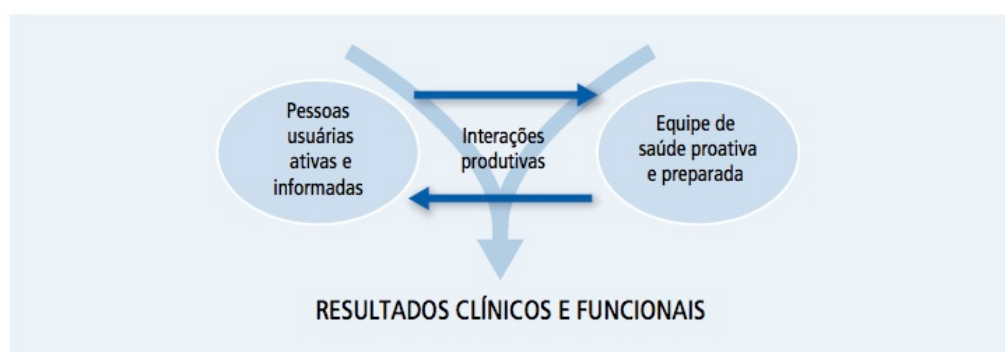 Pessoas
usuárias
ativas e
informadas
Interações
produtivas
Equipe de
saúde proativa
e preparada
RESULTADOS CLÍNICOS E FUNCIONAIS